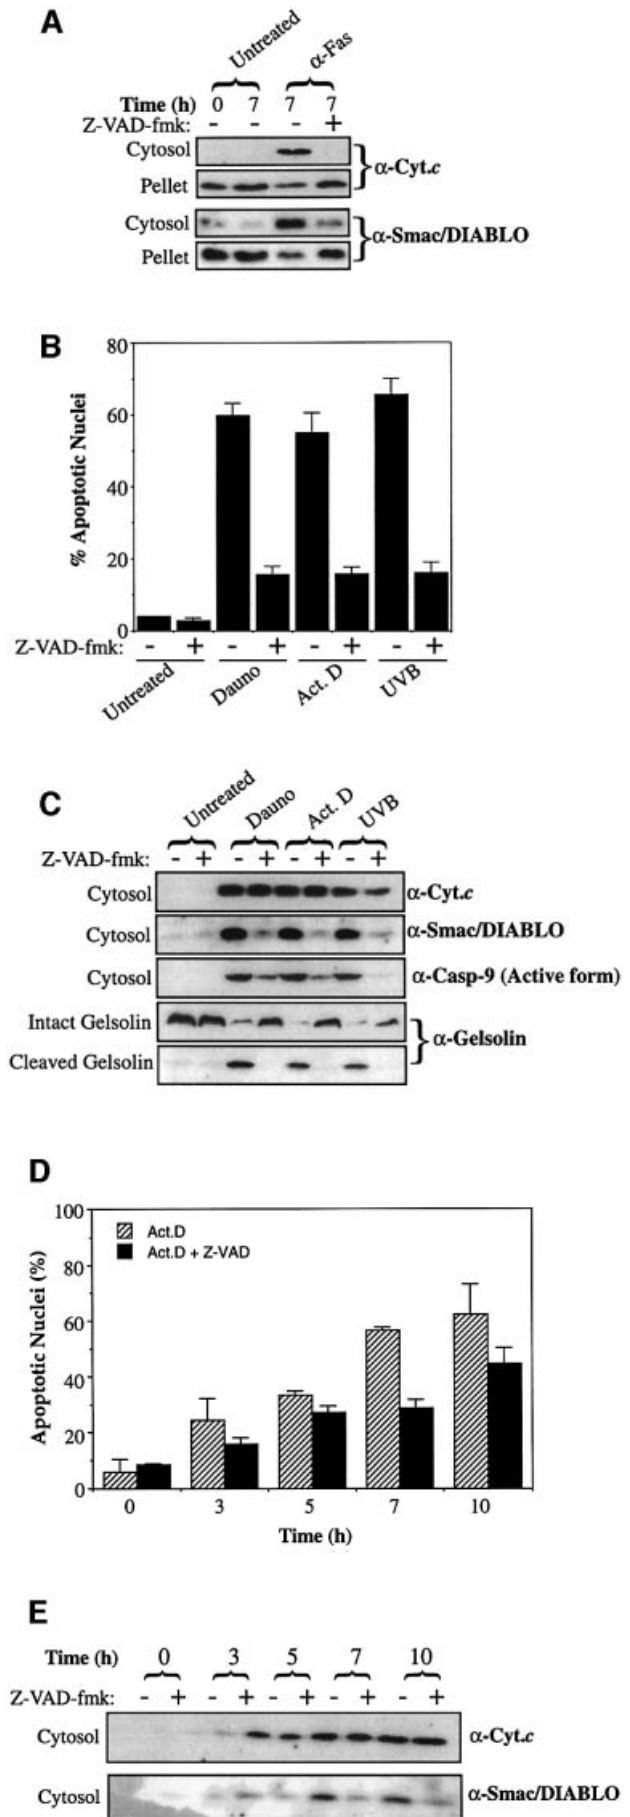 A
Untreated
α-Fas
Time (h) 0 7 7 7
Z-VAD-fmk: - - - +
Cytosol
Pellet
α-Cyt.c
Cytosol
Pellet
α-Smac/DIABLO
B
% Apoptotic Nuclei
80
60
40
20
0
Z-VAD-fmk: - + - + - + - +
Untreated
Dauno
Act. D
UVB
C
Untreated
Dauno
Act. D
UVB
Z-VAD-fmk: - + - + - + - +
Cytosol α-Cyt.c
Cytosol α-Smac/DIABLO
Cytosol α-Casp-9 (Active form)
Intact Gelsolin
Cleaved Gelsolin
α-Gelsolin
D
Apoptotic Nuclei (%)
100
80
60
40
20
0
Act.D
Act.D + Z-VAD
0 3 5 7 10
Time (h)
E
Time (h) 0 3 5 7 10
Z-VAD-fmk: - + - + - + - + - +
Cytosol α-Cyt.c
Cytosol α-Smac/DIABLO